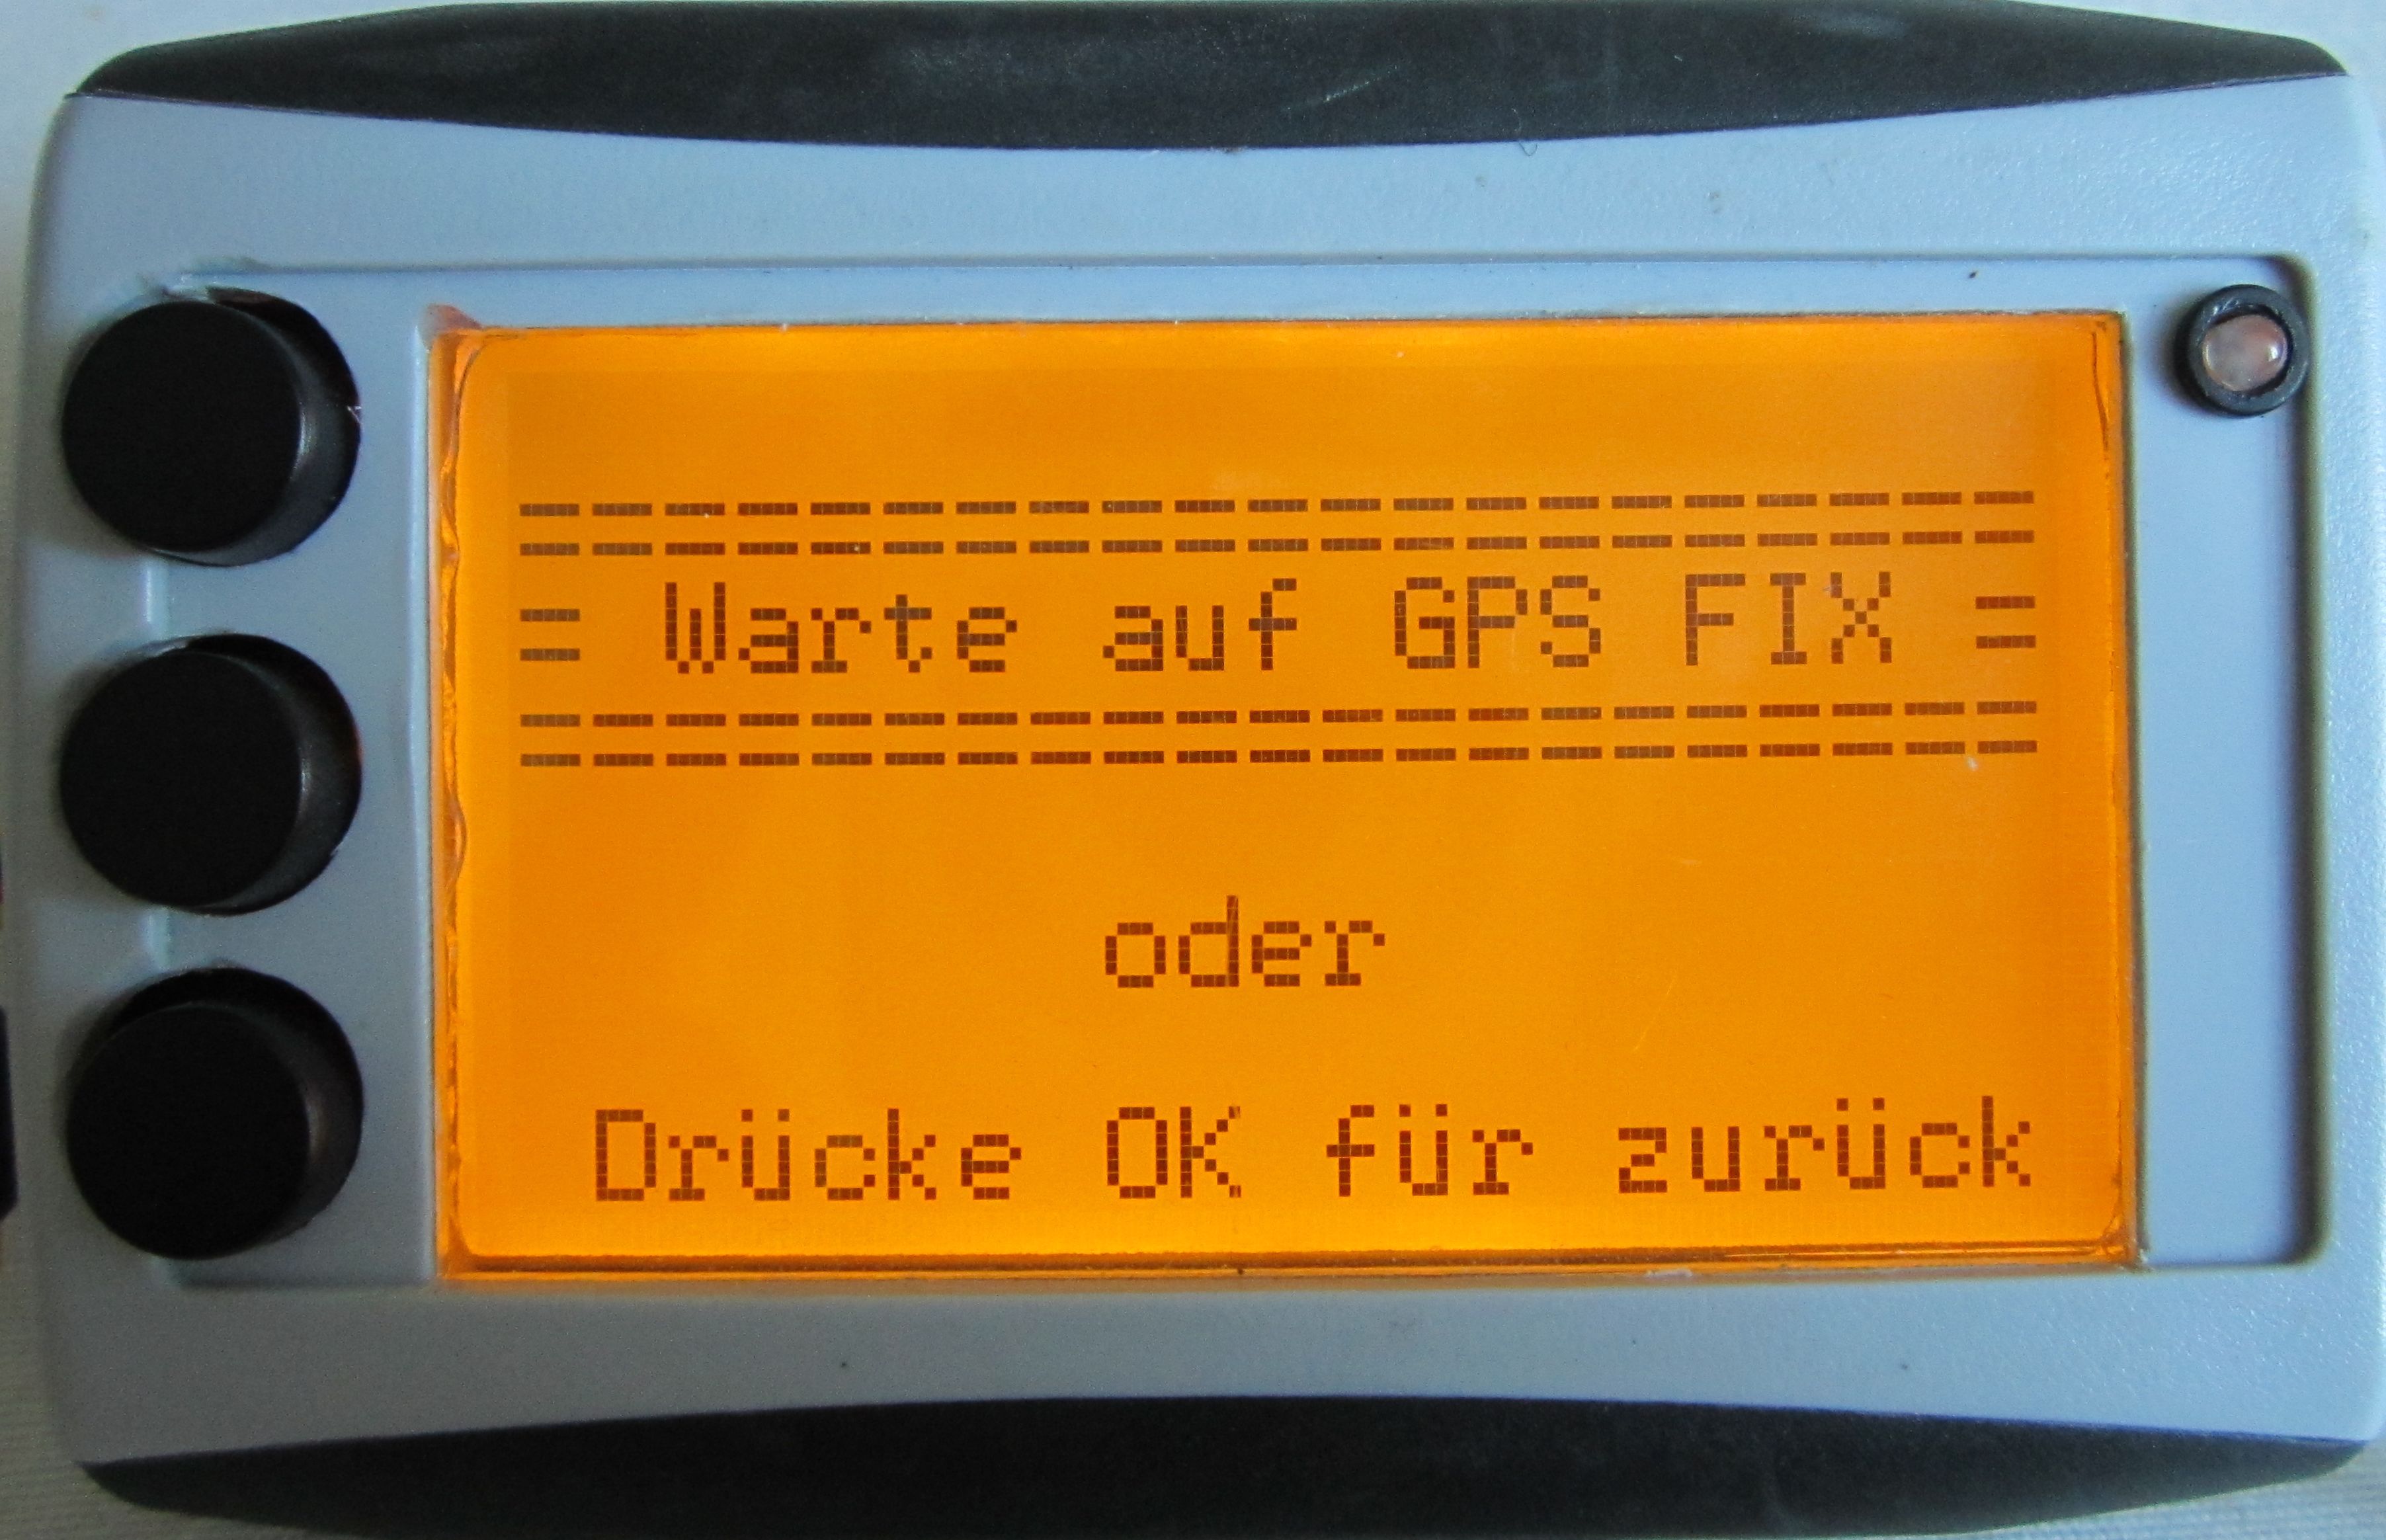 =====================
= Warte auf GPS FIX =
=====================
oder
Drücke OK für zurück